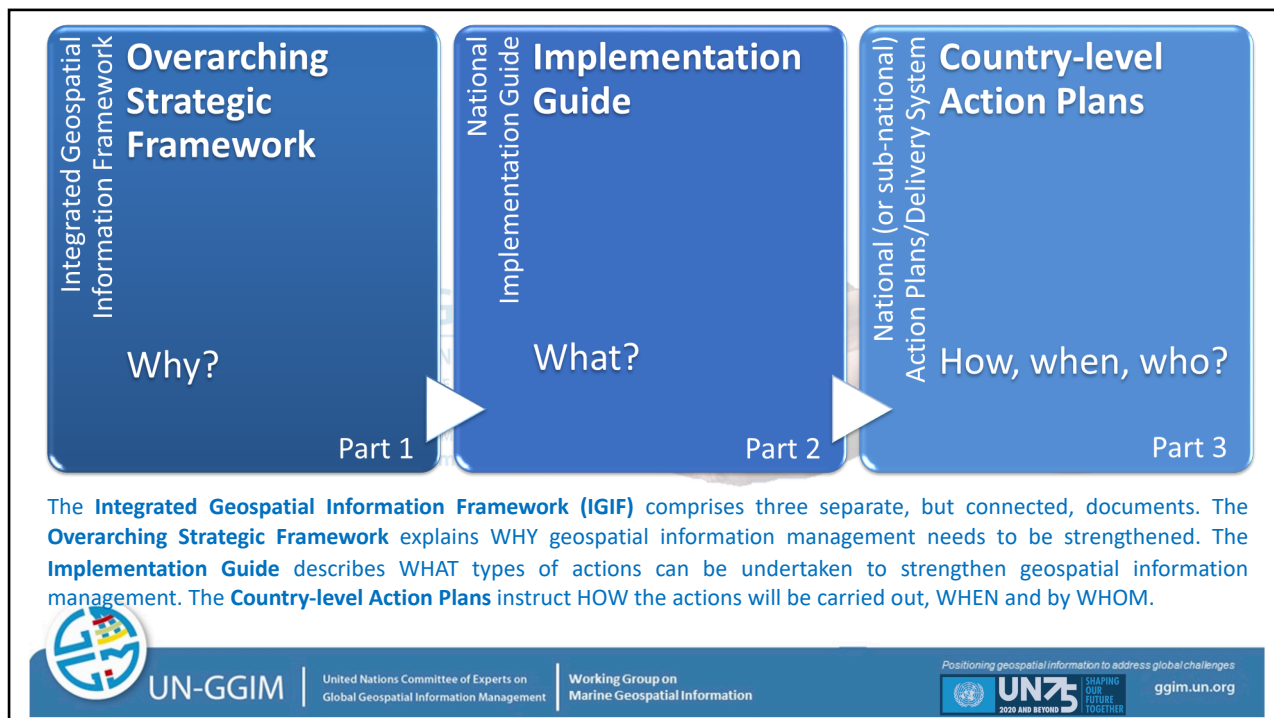 Integrated Geospatial
Information Framework
Overarching
Strategic
Framework
Why?
Part 1
National
Implementation Guide
Implementation
Guide
What?
Part 2
National (or sub-national)
Action Plans/Delivery System
Country-level
Action Plans
How, when, who?
Part 3
The Integrated Geospatial Information Framework (IGIF) comprises three separate, but connected, documents. The
Overarching Strategic Framework explains WHY geospatial information management needs to be strengthened. The
Implementation Guide describes WHAT types of actions can be undertaken to strengthen geospatial information
management. The Country-level Action Plans instruct HOW the actions will be carried out, WHEN and by WHOM.
UN-GGIM
United Nations Committee of Experts on
Global Geospatial Information Management
Working Group on
Marine Geospatial Information
Positioning geospatial information to address global challenges
UN75
2020 AND BEYOND
SHAPING
OUR
FUTURE
TOGETHER
ggim.un.org